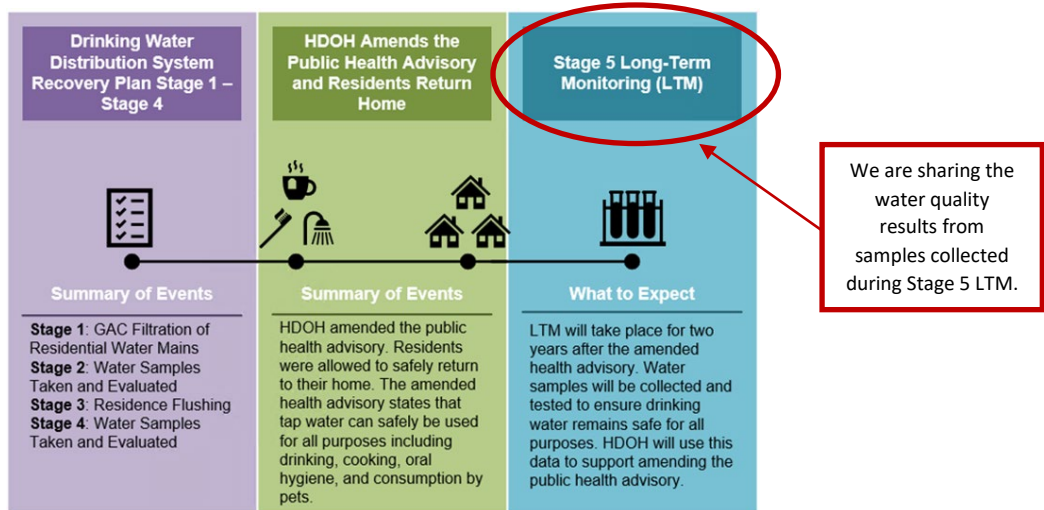 Drinking Water
Distribution System
Recovery Plan Stage 1 –
Stage 4
Summary of Events
Stage 1: GAC Filtration of
Residential Water Mains
Stage 2: Water Samples
Taken and Evaluated
Stage 3: Residence Flushing
Stage 4: Water Samples
Taken and Evaluated
HDOH Amends the
Public Health Advisory
and Residents Return
Home
Summary of Events
HDOH amended the public
health advisory. Residents
were allowed to safely return
to their home. The amended
health advisory states that
tap water can safely be used
for all purposes including
drinking, cooking, oral
hygiene, and consumption by
pets.
Stage 5 Long-Term
Monitoring (LTM)
What to Expect
LTM will take place for two
years after the amended
health advisory. Water
samples will be collected and
tested to ensure drinking
water remains safe for all
purposes. HDOH will use this
data to support amending the
public health advisory.
We are sharing the
water quality
results from
samples collected
during Stage 5 LTM.